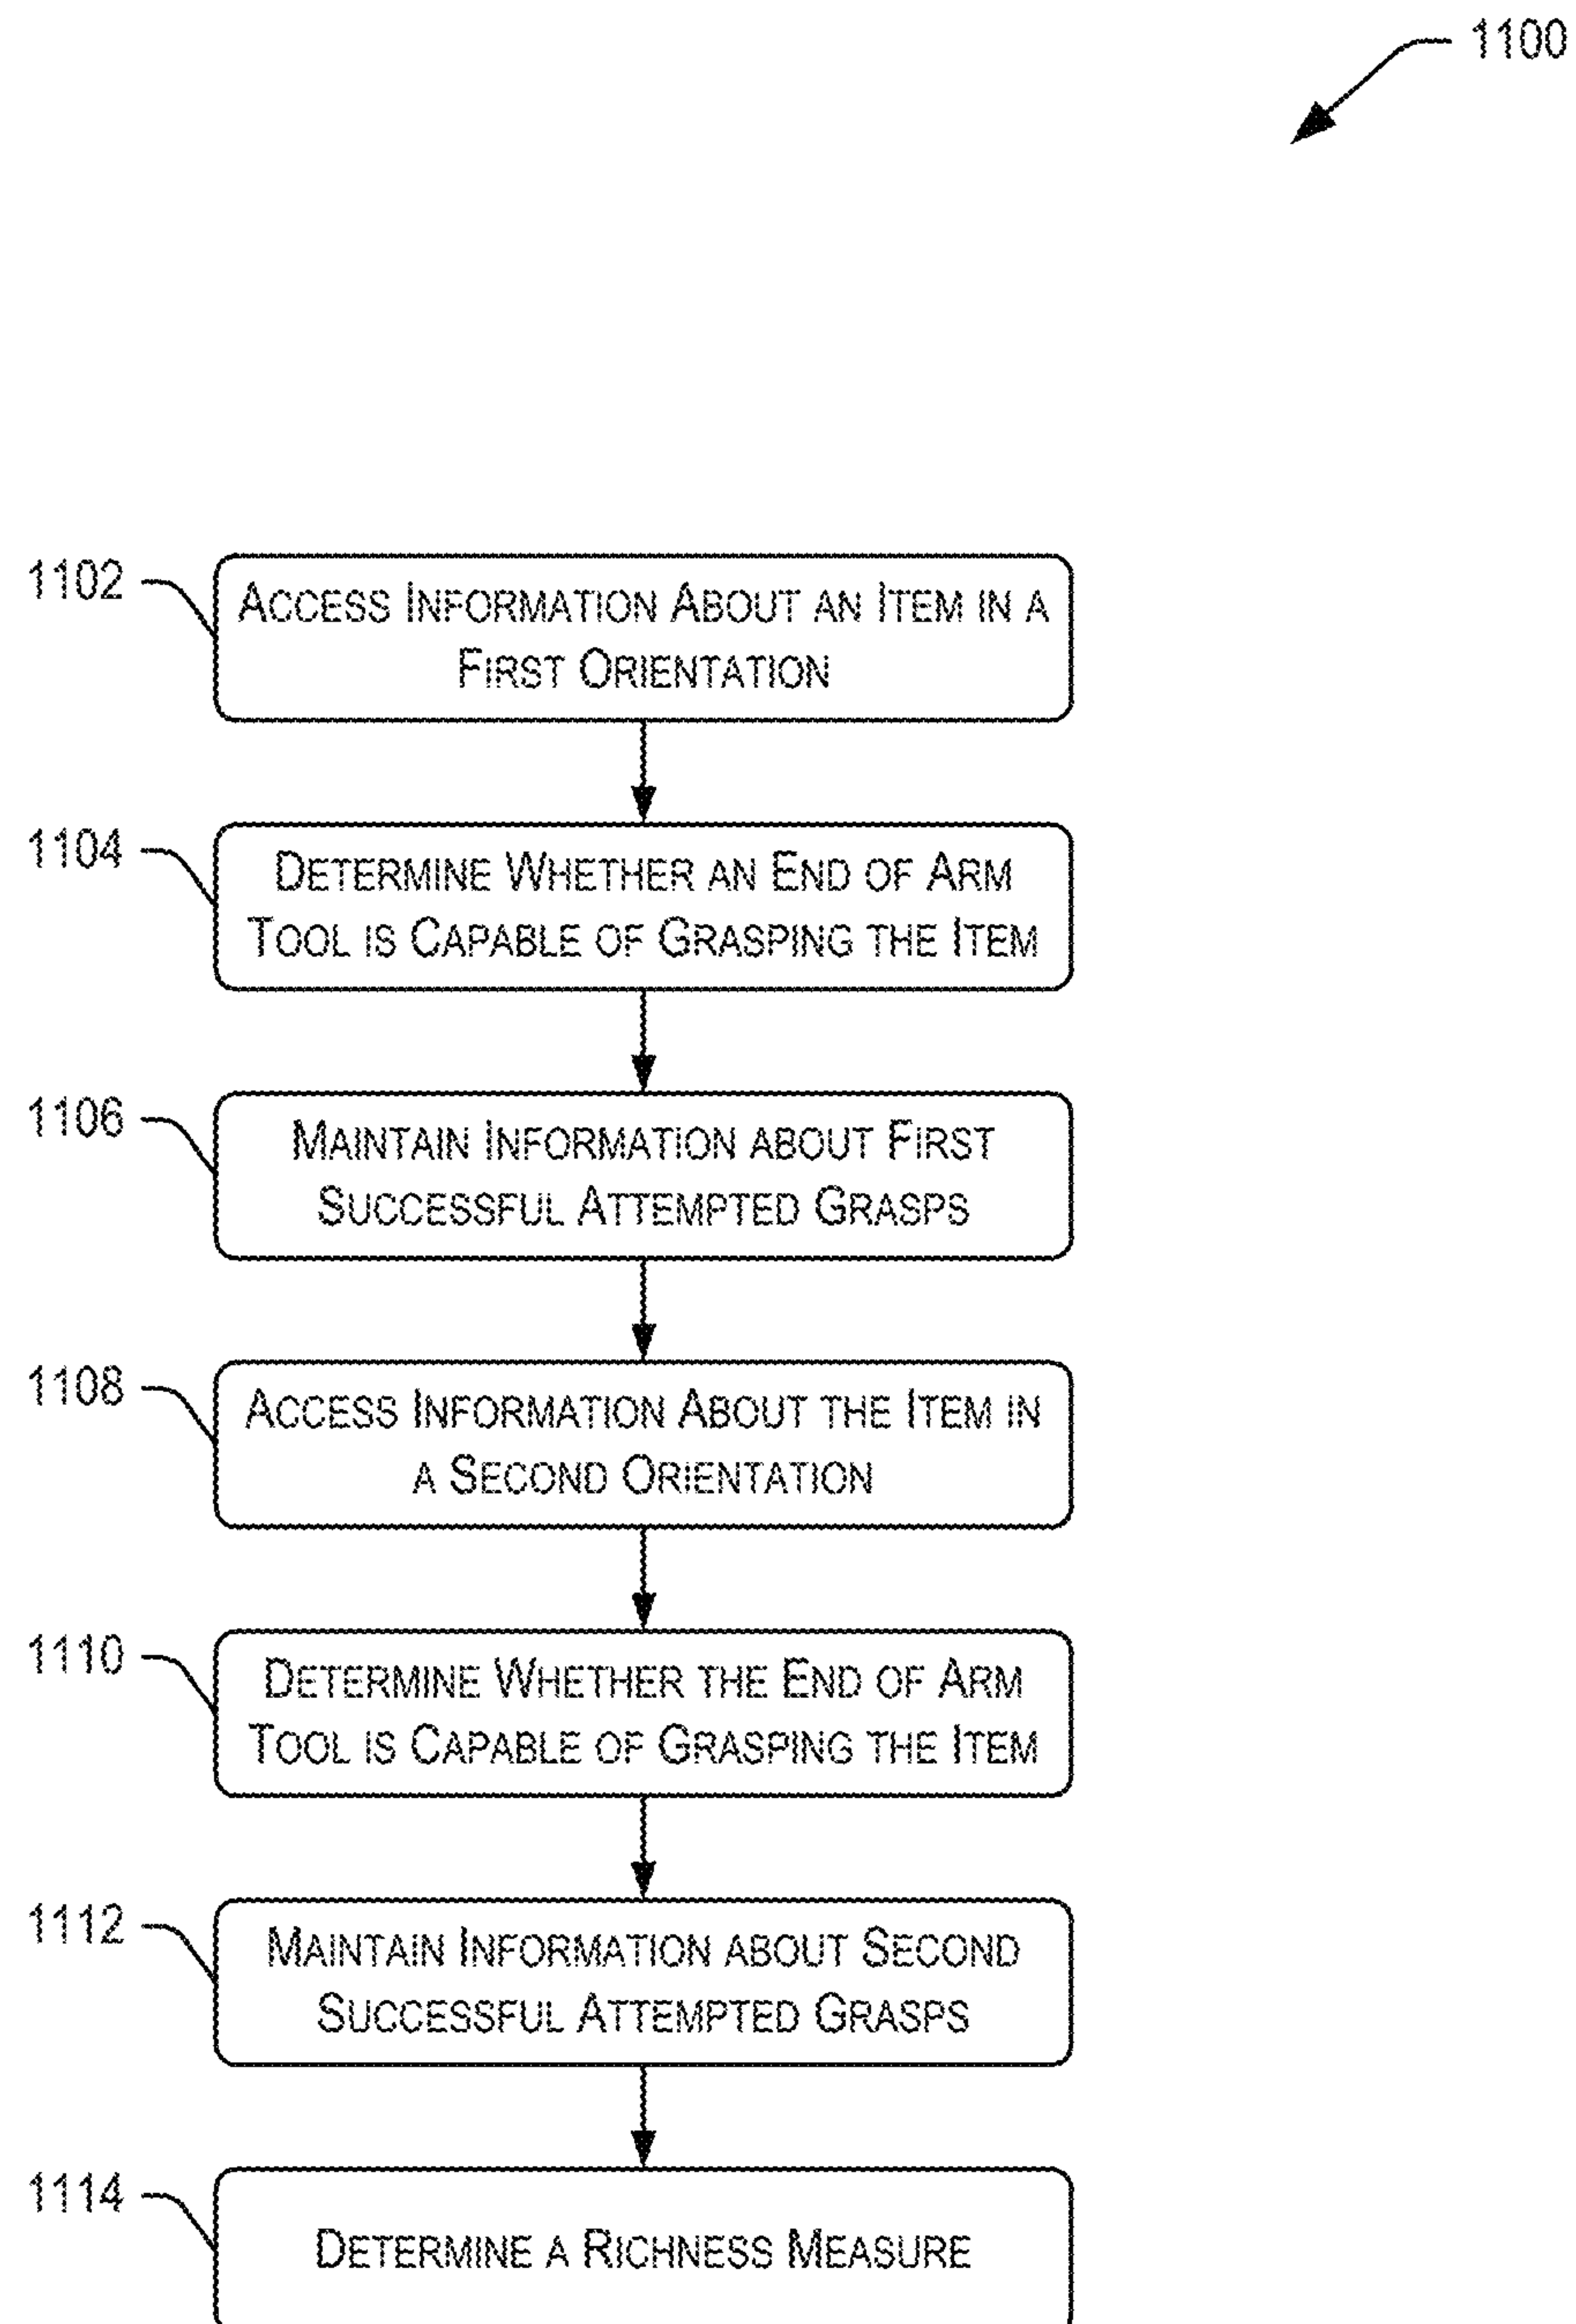 1100
1102
ACCESS INFORMATION ABOUT AN ITEM IN A
FIRST ORIENTATION
1104
DETERMINE WHETHER AN END OF ARM
TOOL IS CAPABLE OF GRASPING THE ITEM
1106
MAINTAIN INFORMATION ABOUT FIRST
SUCCESSFUL ATTEMPTED GRASPS
1108
ACCESS INFORMATION ABOUT THE ITEM IN
A SECOND ORIENTATION
1110
DETERMINE WHETHER THE END OF ARM
TOOL IS CAPABLE OF GRASPING THE ITEM
1112
MAINTAIN INFORMATION ABOUT SECOND
SUCCESSFUL ATTEMPTED GRASPS
1114
DETERMINE A RICHNESS MEASURE